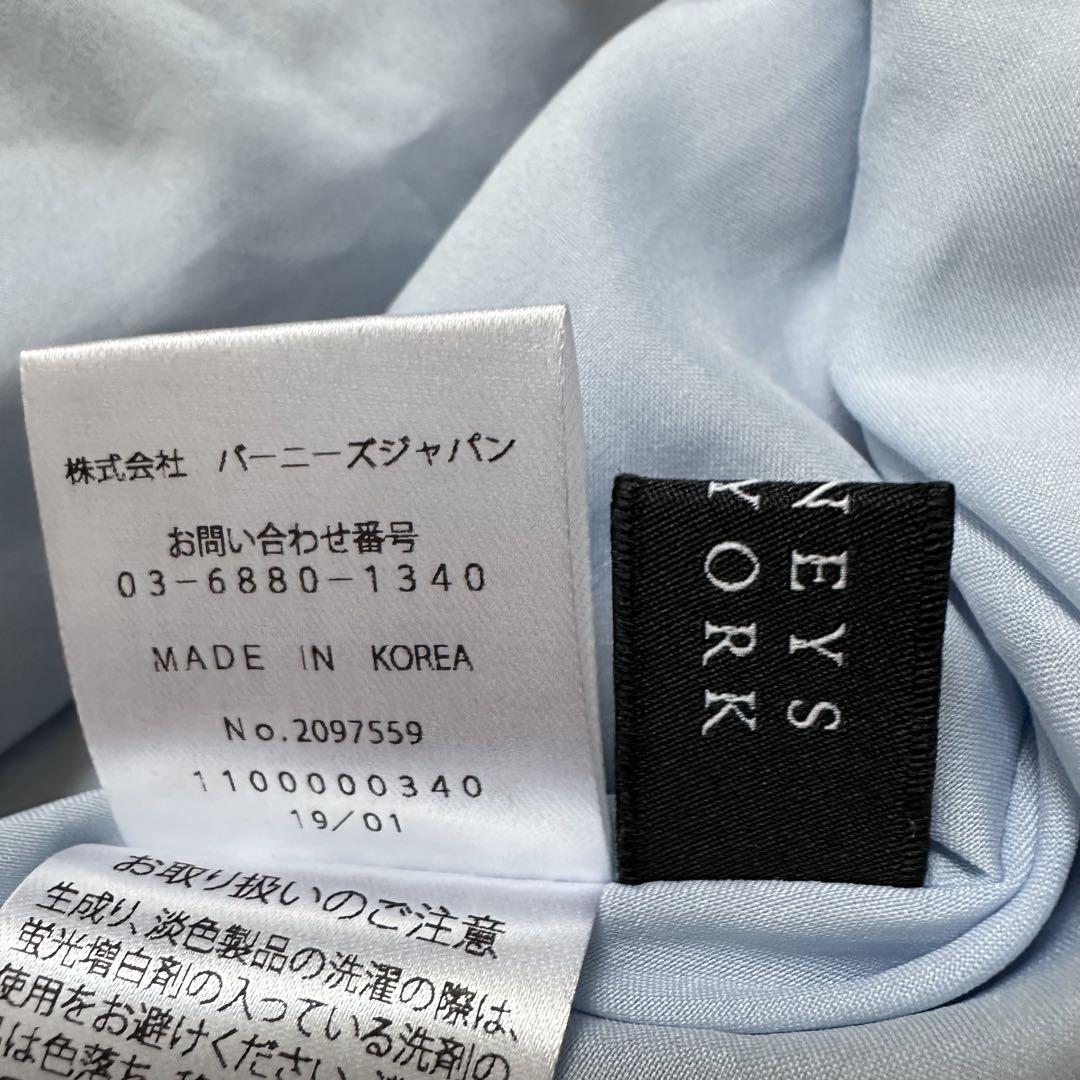 株式会社 バーニーズジャパン
お問い合わせ番号
03-6880-1340
MADE IN KOREA
No.2097559
1100000340
19/01
NEYS
YORK
お取り扱いのご注意
生成り、淡色製品の洗濯の際は、
蛍光増白剤の入っている洗剤の
使用をお避けください
は色落ち